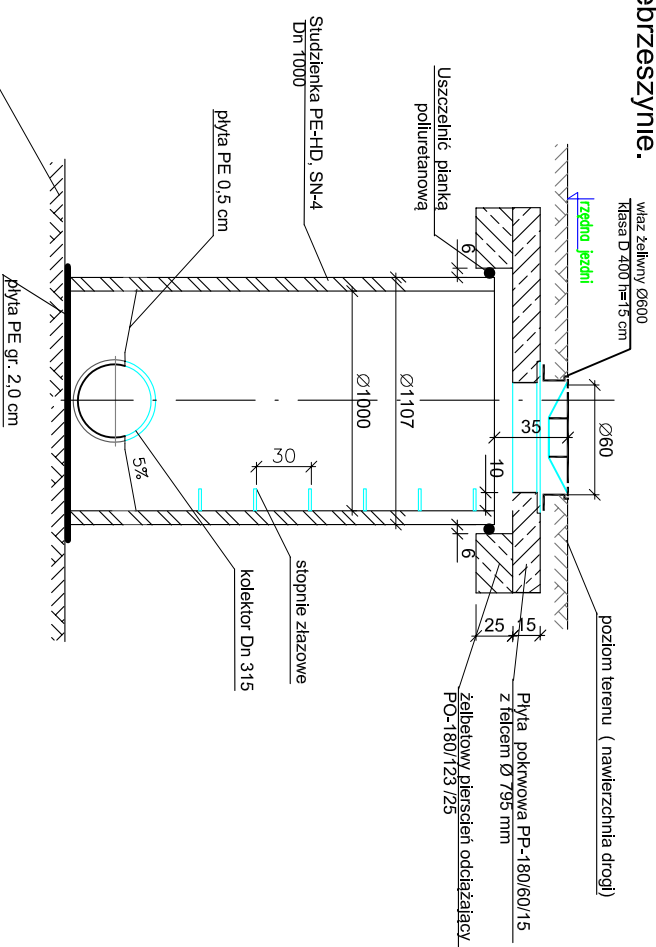 ebrzeszynie.
właz żeliwny Ø600
klasa D 400 h=15 cm
rzędna jezdni
Uszczelnić pianką
poliuretanową
Studzienka PE-HD, SN-4
Dn 1000
płyta PE 0,5 cm
płyta PE gr. 2,0 cm
Ø60
35
10
6
6
Ø1107
Ø1000
30
5%
25
15
poziom terenu ( nawierzchnia drogi)
Płyta pokrwowa PP-180/60/15
z felcem Ø 795 mm
żelbetowy pierscień odciążający
PO-180/123 /25
stopnie złazowe
kolektor Dn 315